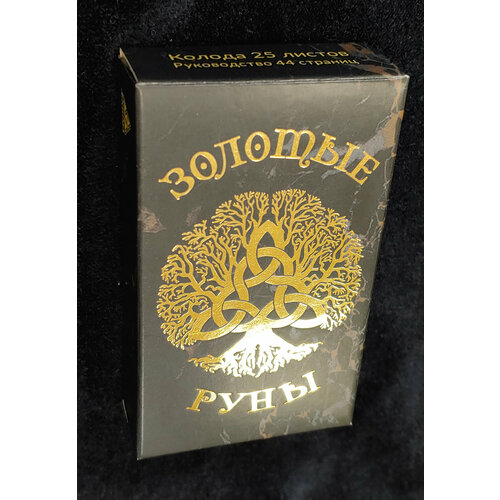 Колода 25 листов
Руководство 44 страниц
ЗОЛОТЫЕ
РУНЫ